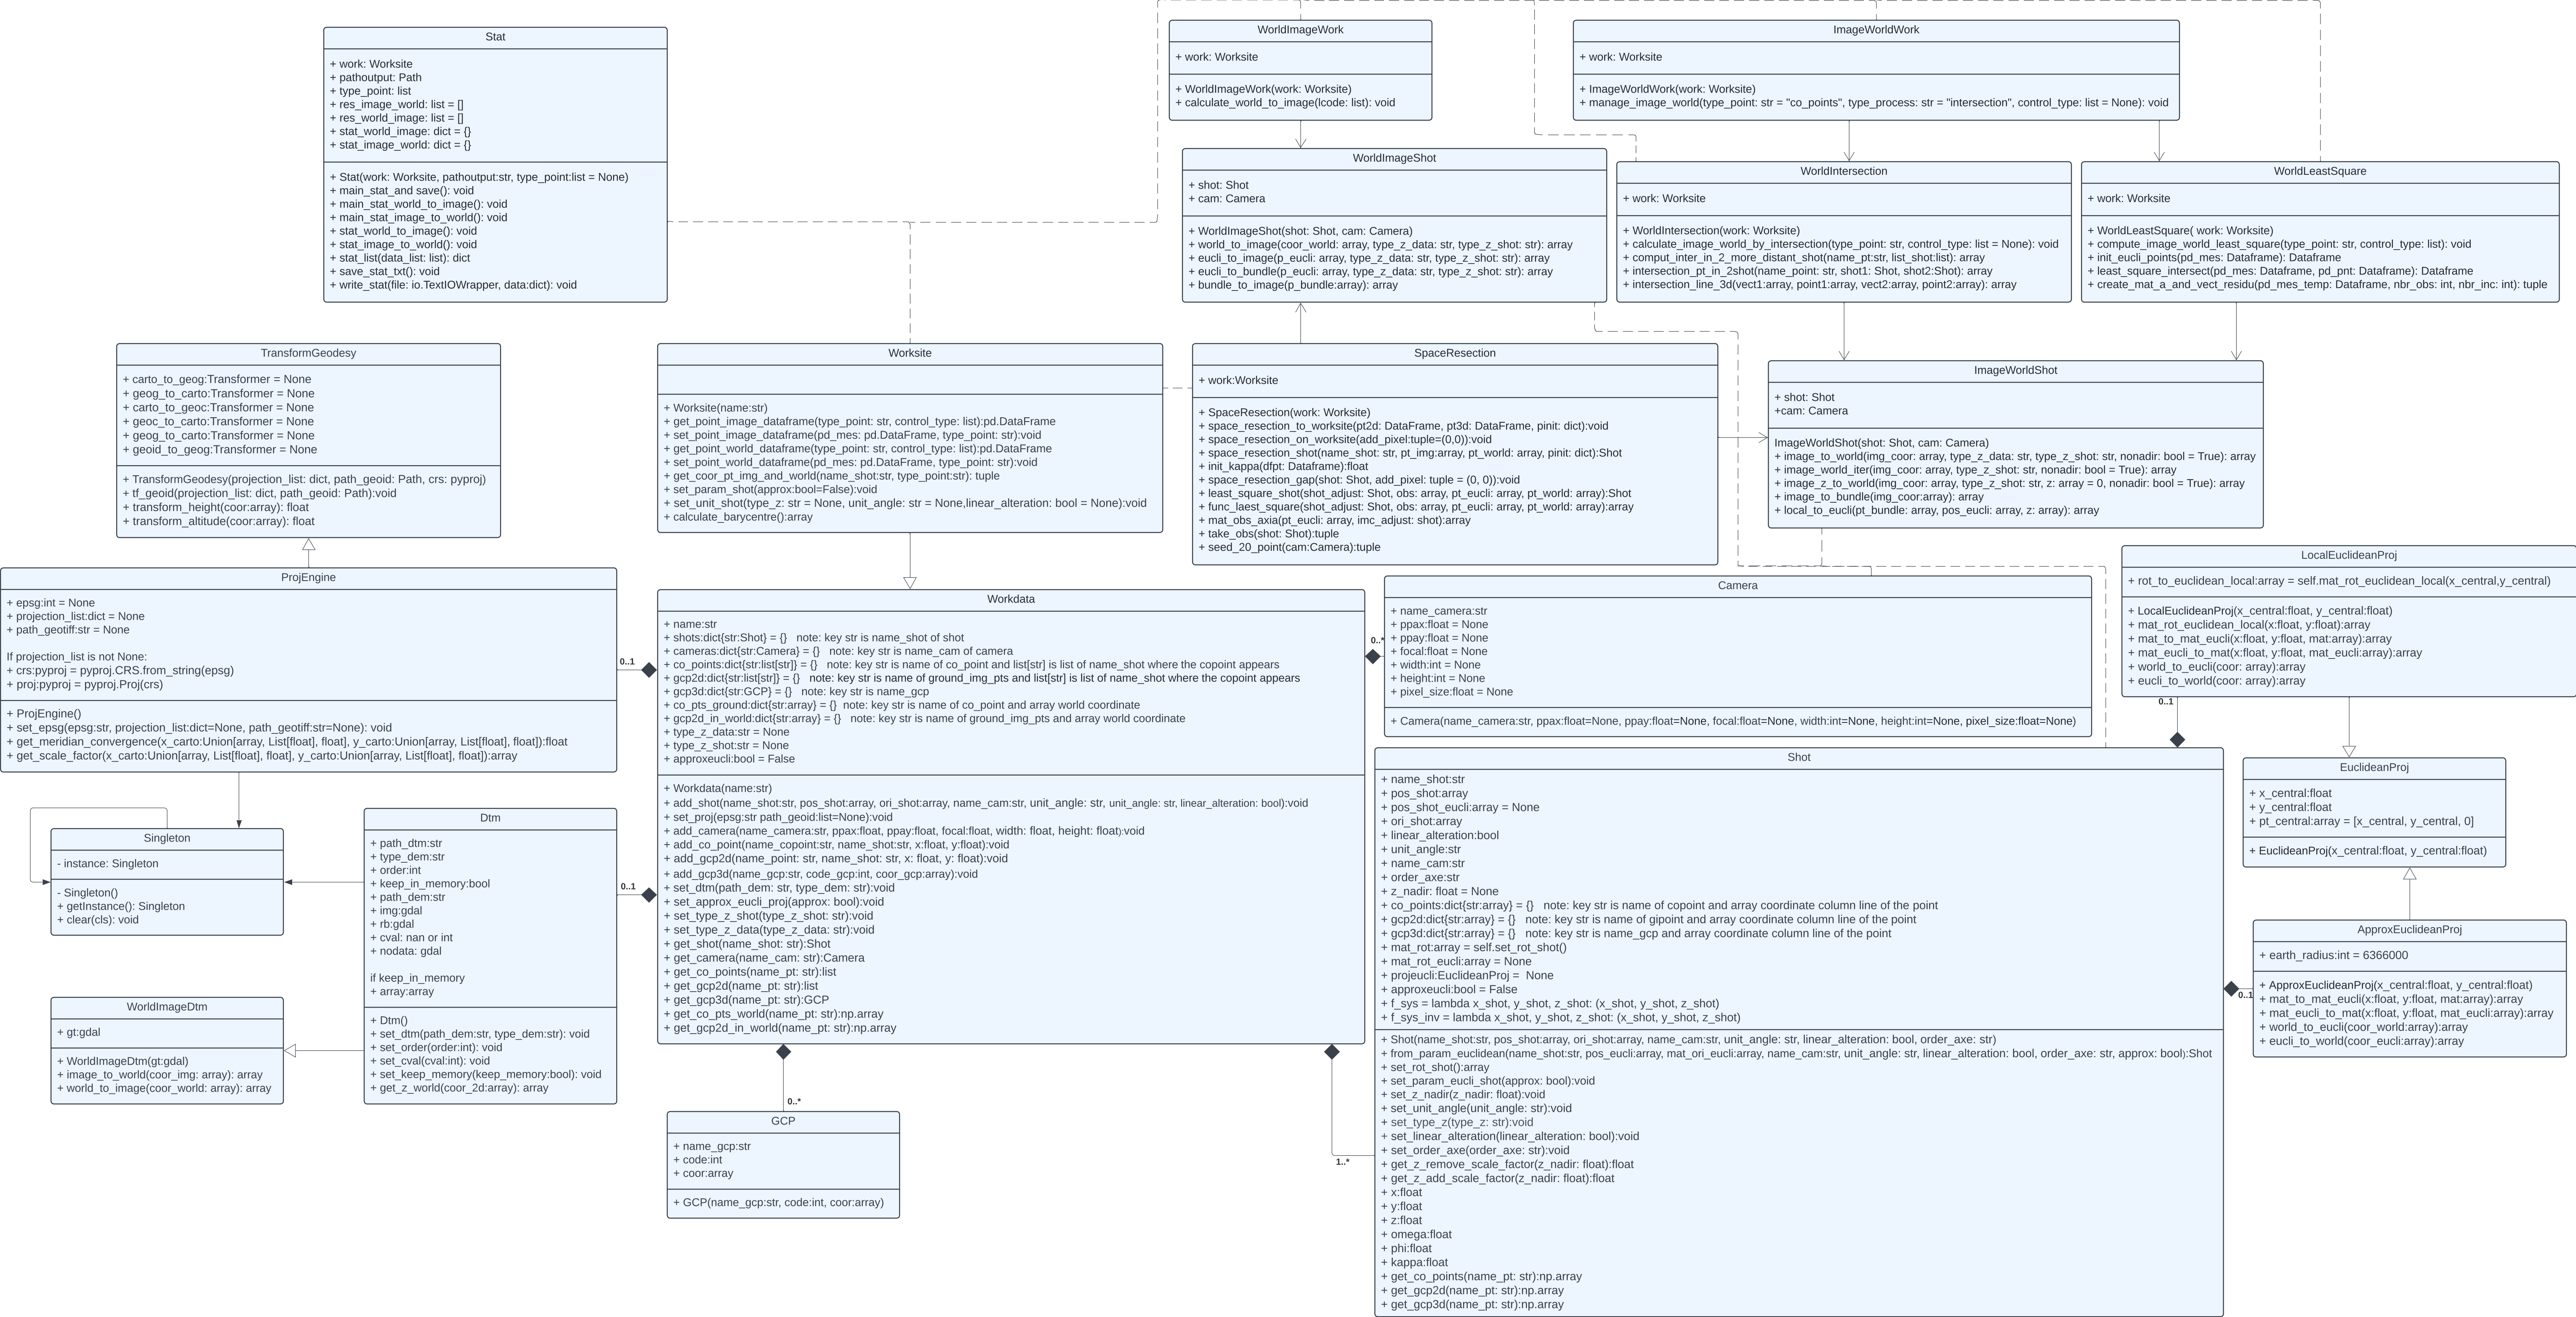 Stat
+ work: Worksite
+ pathoutput: Path
+ type_point: list
+ res_image_world: list = []
+ res_world_image: list = []
+ stat_world_image: dict = {}
+ stat_image_world: dict = {}
+ Stat(work: Worksite, pathoutput:str, type_point:list = None)
+ main_stat_and save(): void
+ main_stat_world_to_image(): void
+ main_stat_image_to_world(): void
+ stat_world_to_image(): void
+ stat_image_to_world(): void
+ stat_list(data_list: list): dict
+ save_stat_txt(): void
+ write_stat(file: io.TextIOWrapper, data:dict): void
WorldImageWork
+ work: Worksite
+ WorldImageWork(work: Worksite)
+ calculate_world_to_image(lcode: list): void
ImageWorldWork
+ work: Worksite
+ ImageWorldWork(work: Worksite)
+ manage_image_world(type_point: str = "co_points", type_process: str = "intersection", control_type: list = None): void
WorldImageShot
+ shot: Shot
+ cam: Camera
+ WorldImageShot(shot: Shot, cam: Camera)
+ world_to_image(coor_world: array, type_z_data: str, type_z_shot: str): array
+ eucli_to_image(p_eucli: array, type_z_data: str, type_z_shot: str): array
+ eucli_to_bundle(p_eucli: array, type_z_data: str, type_z_shot: str): array
+ bundle_to_image(p_bundle:array): array
WorldIntersection
+ work: Worksite
+ WorldIntersection(work: Worksite)
+ calculate_image_world_by_intersection(type_point: str, control_type: list = None): void
+ comput_inter_in_2_more_distant_shot(name_pt:str, list_shot:list): array
+ intersection_pt_in_2shot(name_point: str, shot1: Shot, shot2:Shot): array
+ intersection_line_3d(vect1:array, point1:array, vect2:array, point2:array): array
WorldLeastSquare
+ work: Worksite
+ WorldLeastSquare( work: Worksite)
+ compute_image_world_least_square(type_point: str, control_type: list): void
+ init_eucli_points(pd_mes: Dataframe): Dataframe
+ least_square_intersect(pd_mes: Dataframe, pd_pnt: Dataframe): Dataframe
+ create_mat_a_and_vect_residu(pd_mes_temp: Dataframe, nbr_obs: int, nbr_inc: int): tuple
TransformGeodesy
+ carto_to_geog:Transformer = None
+ geog_to_carto:Transformer = None
+ carto_to_geoc:Transformer = None
+ geoc_to_carto:Transformer = None
+ geog_to_carto:Transformer = None
+ geoid_to_geog:Transformer = None
+ TransformGeodesy(projection_list: dict, path_geoid: Path, crs: pyproj)
+ tf_geoid(projection_list: dict, path_geoid: Path):void
+ transform_height(coor:array): float
+ transform_altitude(coor:array): float
Worksite
+ Worksite(name:str)
+ get_point_image_dataframe(type_point: str, control_type: list):pd.DataFrame
+ set_point_image_dataframe(pd_mes: pd.DataFrame, type_point: str):void
+ get_point_world_dataframe(type_point: str, control_type: list):pd.DataFrame
+ set_point_world_dataframe(pd_mes: pd.DataFrame, type_point: str):void
+ get_coor_pt_img_and_world(name_shot:str, type_point:str): tuple
+ set_param_shot(approx:bool=False):void
+ set_unit_shot(type_z: str = None, unit_angle: str = None,linear_alteration: bool = None):void
+ calculate_barycentre():array
SpaceResection
+ work:Worksite
+ SpaceResection(work: Worksite)
+ space_resection_to_worksite(pt2d: DataFrame, pt3d: DataFrame, pinit: dict):void
+ space_resection_on_worksite(add_pixel:tuple=(0,0)):void
+ space_resection_shot(name_shot: str, pt_img:array, pt_world: array, pinit: dict):Shot
+ init_kappa(dfpt: Dataframe):float
+ space_resection_gap(shot: Shot, add_pixel: tuple = (0, 0)):void
+ least_square_shot(shot_adjust: Shot, obs: array, pt_eucli: array, pt_world: array):Shot
+ func_laest_square(shot_adjust: Shot, obs: array, pt_eucli: array, pt_world: array):array
+ mat_obs_axia(pt_eucli: array, imc_adjust: shot):array
+ take_obs(shot: Shot):tuple
+ seed_20_point(cam:Camera):tuple
ImageWorldShot
+ shot: Shot
+cam: Camera
ImageWorldShot(shot: Shot, cam: Camera)
+ image_to_world(img_coor: array, type_z_data: str, type_z_shot: str, nonadir: bool = True): array
+ image_world_iter(img_coor: array, type_z_shot: str, nonadir: bool = True): array
+ image_z_to_world(img_coor: array, type_z_shot: str, z: array = 0, nonadir: bool = True): array
+ image_to_bundle(img_coor:array): array
+ local_to_eucli(pt_bundle: array, pos_eucli: array, z: array): array
ProjEngine
+ epsg:int = None
+ projection_list:dict = None
+ path_geotiff:str = None
If projection_list is not None:
+ crs:pyproj = pyproj.CRS.from_string(epsg)
+ proj:pyproj = pyproj.Proj(crs)
+ ProjEngine()
+ set_epsg(epsg:str, projection_list:dict=None, path_geotiff:str=None): void
+ get_meridian_convergence(x_carto:Union[array, List[float], float], y_carto:Union[array, List[float], float]):float
+ get_scale_factor(x_carto:Union[array, List[float], float], y_carto:Union[array, List[float], float]):array
0..1
Workdata
+ name:str
+ shots:dict{str:Shot} = {} note: key str is name_shot of shot
+ cameras:dict{str:Camera} = {} note: key str is name_cam of camera
+ co_points:dict{str:list[str]} = {} note: key str is name of co_point and list[str] is list of name_shot where the copoint appears
+ gcp2d:dict{str:list[str]} = {} note: key str is name of ground_img_pts and list[str] is list of name_shot where the copoint appears
+ gcp3d:dict{str:GCP} = {} note: key str is name_gcp
+ co_pts_ground:dict{str:array} = {} note: key str is name of co_point and array world coordinate
+ gcp2d_in_world:dict{str:array} = {} note: key str is name of ground_img_pts and array world coordinate
+ type_z_data:str = None
+ type_z_shot:str = None
+ approxeucli:bool = False
+ Workdata(name:str)
+ add_shot(name_shot:str, pos_shot:array, ori_shot:array, name_cam:str, unit_angle: str, unit_angle: str, linear_alteration: bool):void
+ set_proj(epsg:str path_geoid:list=None):void
+ add_camera(name_camera:str, ppax:float, ppay:float, focal:float, width: float, height: float):void
+ add_co_point(name_copoint:str, name_shot:str, x:float, y:float):void
+ add_gcp2d(name_point: str, name_shot: str, x: float, y: float):void
+ add_gcp3d(name_gcp:str, code_gcp:int, coor_gcp:array):void
+ set_dtm(path_dem: str, type_dem: str):void
+ set_approx_eucli_proj(approx: bool):void
+ set_type_z_shot(type_z_shot: str):void
+ set_type_z_data(type_z_data: str):void
+ get_shot(name_shot: str):Shot
+ get_camera(name_cam: str):Camera
+ get_co_points(name_pt: str):list
+ get_gcp2d(name_pt: str):list
+ get_gcp3d(name_pt: str):GCP
+ get_co_pts_world(name_pt: str):np.array
+ get_gcp2d_in_world(name_pt: str):np.array
0..*
Camera
+ name_camera:str
+ ppax:float = None
+ ppay:float = None
+ focal:float = None
+ width:int = None
+ height:int = None
+ pixel_size:float = None
+ Camera(name_camera:str, ppax:float=None, ppay:float=None, focal:float=None, width:int=None, height:int=None, pixel_size:float=None)
LocalEuclideanProj
+ rot_to_euclidean_local:array = self.mat_rot_euclidean_local(x_central,y_central)
+ LocalEuclideanProj(x_central:float, y_central:float)
+ mat_rot_euclidean_local(x:float, y:float):array
+ mat_to_mat_eucli(x:float, y:float, mat:array):array
+ mat_eucli_to_mat(x:float, y:float, mat_eucli:array):array
+ world_to_eucli(coor: array):array
+ eucli_to_world(coor: array):array
0..1
Singleton
- instance: Singleton
- Singleton()
+ getInstance(): Singleton
+ clear(cls): void
Dtm
+ path_dtm:str
+ type_dem:str
+ order:int
+ keep_in_memory:bool
+ path_dem:str
+ img:gdal
+ rb:gdal
+ cval: nan or int
+ nodata: gdal
if keep_in_memory
+ array:array
+ Dtm()
+ set_dtm(path_dem:str, type_dem:str): void
+ set_order(order:int): void
+ set_cval(cval:int): void
+ set_keep_memory(keep_memory:bool): void
+ get_z_world(coor_2d:array): array
0..1
WorldImageDtm
+ gt:gdal
+ WorldImageDtm(gt:gdal)
+ image_to_world(coor_img: array): array
+ world_to_image(coor_world: array): array
0..*
GCP
+ name_gcp:str
+ code:int
+ coor:array
+ GCP(name_gcp:str, code:int, coor:array)
1..*
Shot
+ name_shot:str
+ pos_shot:array
+ pos_shot_eucli:array = None
+ ori_shot:array
+ linear_alteration:bool
+ unit_angle:str
+ name_cam:str
+ order_axe:str
+ z_nadir: float = None
+ co_points:dict{str:array} = {} note: key str is name of copoint and array coordinate column line of the point
+ gcp2d:dict{str:array} = {} note: key str is name of gipoint and array coordinate column line of the point
+ gcp3d:dict{str:array} = {} note: key str is name_gcp and array coordinate column line of the point
+ mat_rot:array = self.set_rot_shot()
+ mat_rot_eucli:array = None
+ projeucli:EuclideanProj = None
+ approxeucli:bool = False
+ f_sys = lambda x_shot, y_shot, z_shot: (x_shot, y_shot, z_shot)
+ f_sys_inv = lambda x_shot, y_shot, z_shot: (x_shot, y_shot, z_shot)
+ Shot(name_shot:str, pos_shot:array, ori_shot:array, name_cam:str, unit_angle: str, linear_alteration: bool, order_axe: str)
+ from_param_euclidean(name_shot:str, pos_eucli:array, mat_ori_eucli:array, name_cam:str, unit_angle: str, linear_alteration: bool, order_axe: str, approx: bool):Shot
+ set_rot_shot():array
+ set_param_eucli_shot(approx: bool):void
+ set_z_nadir(z_nadir: float):void
+ set_unit_angle(unit_angle: str):void
+ set_type_z(type_z: str):void
+ set_linear_alteration(linear_alteration: bool):void
+ set_order_axe(order_axe: str):void
+ get_z_remove_scale_factor(z_nadir: float):float
+ get_z_add_scale_factor(z_nadir: float):float
+ x:float
+ y:float
+ z:float
+ omega:float
+ phi:float
+ kappa:float
+ get_co_points(name_pt: str):np.array
+ get_gcp2d(name_pt: str):np.array
+ get_gcp3d(name_pt: str):np.array
EuclideanProj
+ x_central:float
+ y_central:float
+ pt_central:array = [x_central, y_central, 0]
+ EuclideanProj(x_central:float, y_central:float)
ApproxEuclideanProj
+ earth_radius:int = 6366000
+ ApproxEuclideanProj(x_central:float, y_central:float)
+ mat_to_mat_eucli(x:float, y:float, mat:array):array
+ mat_eucli_to_mat(x:float, y:float, mat_eucli:array):array
+ world_to_eucli(coor_world:array):array
+ eucli_to_world(coor_eucli:array):array
0..1